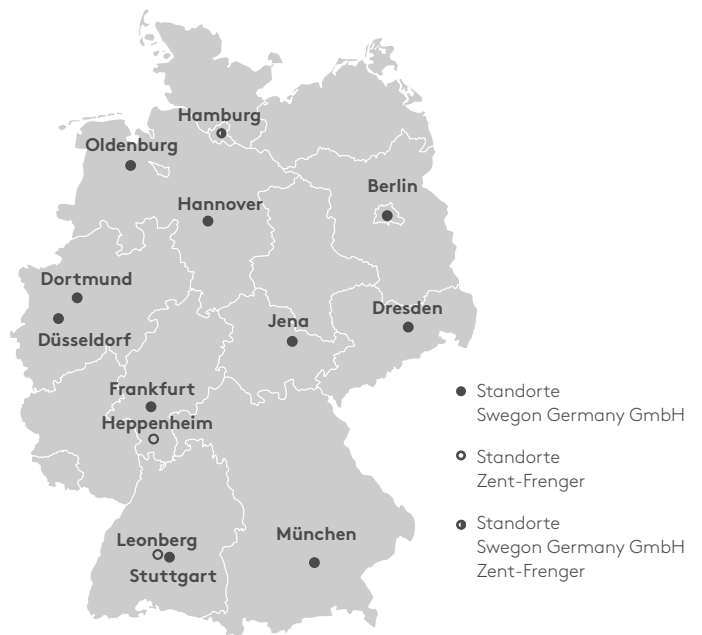 Hamburg
Oldenburg
Berlin
Hannover
Dortmund
Düsseldorf
Jena
Dresden
Frankfurt
Heppenheim
Leonberg
Stuttgart
München
Standorte
Swegon Germany GmbH
Standorte
Zent-Frenger
Standorte
Swegon Germany GmbH
Zent-Frenger